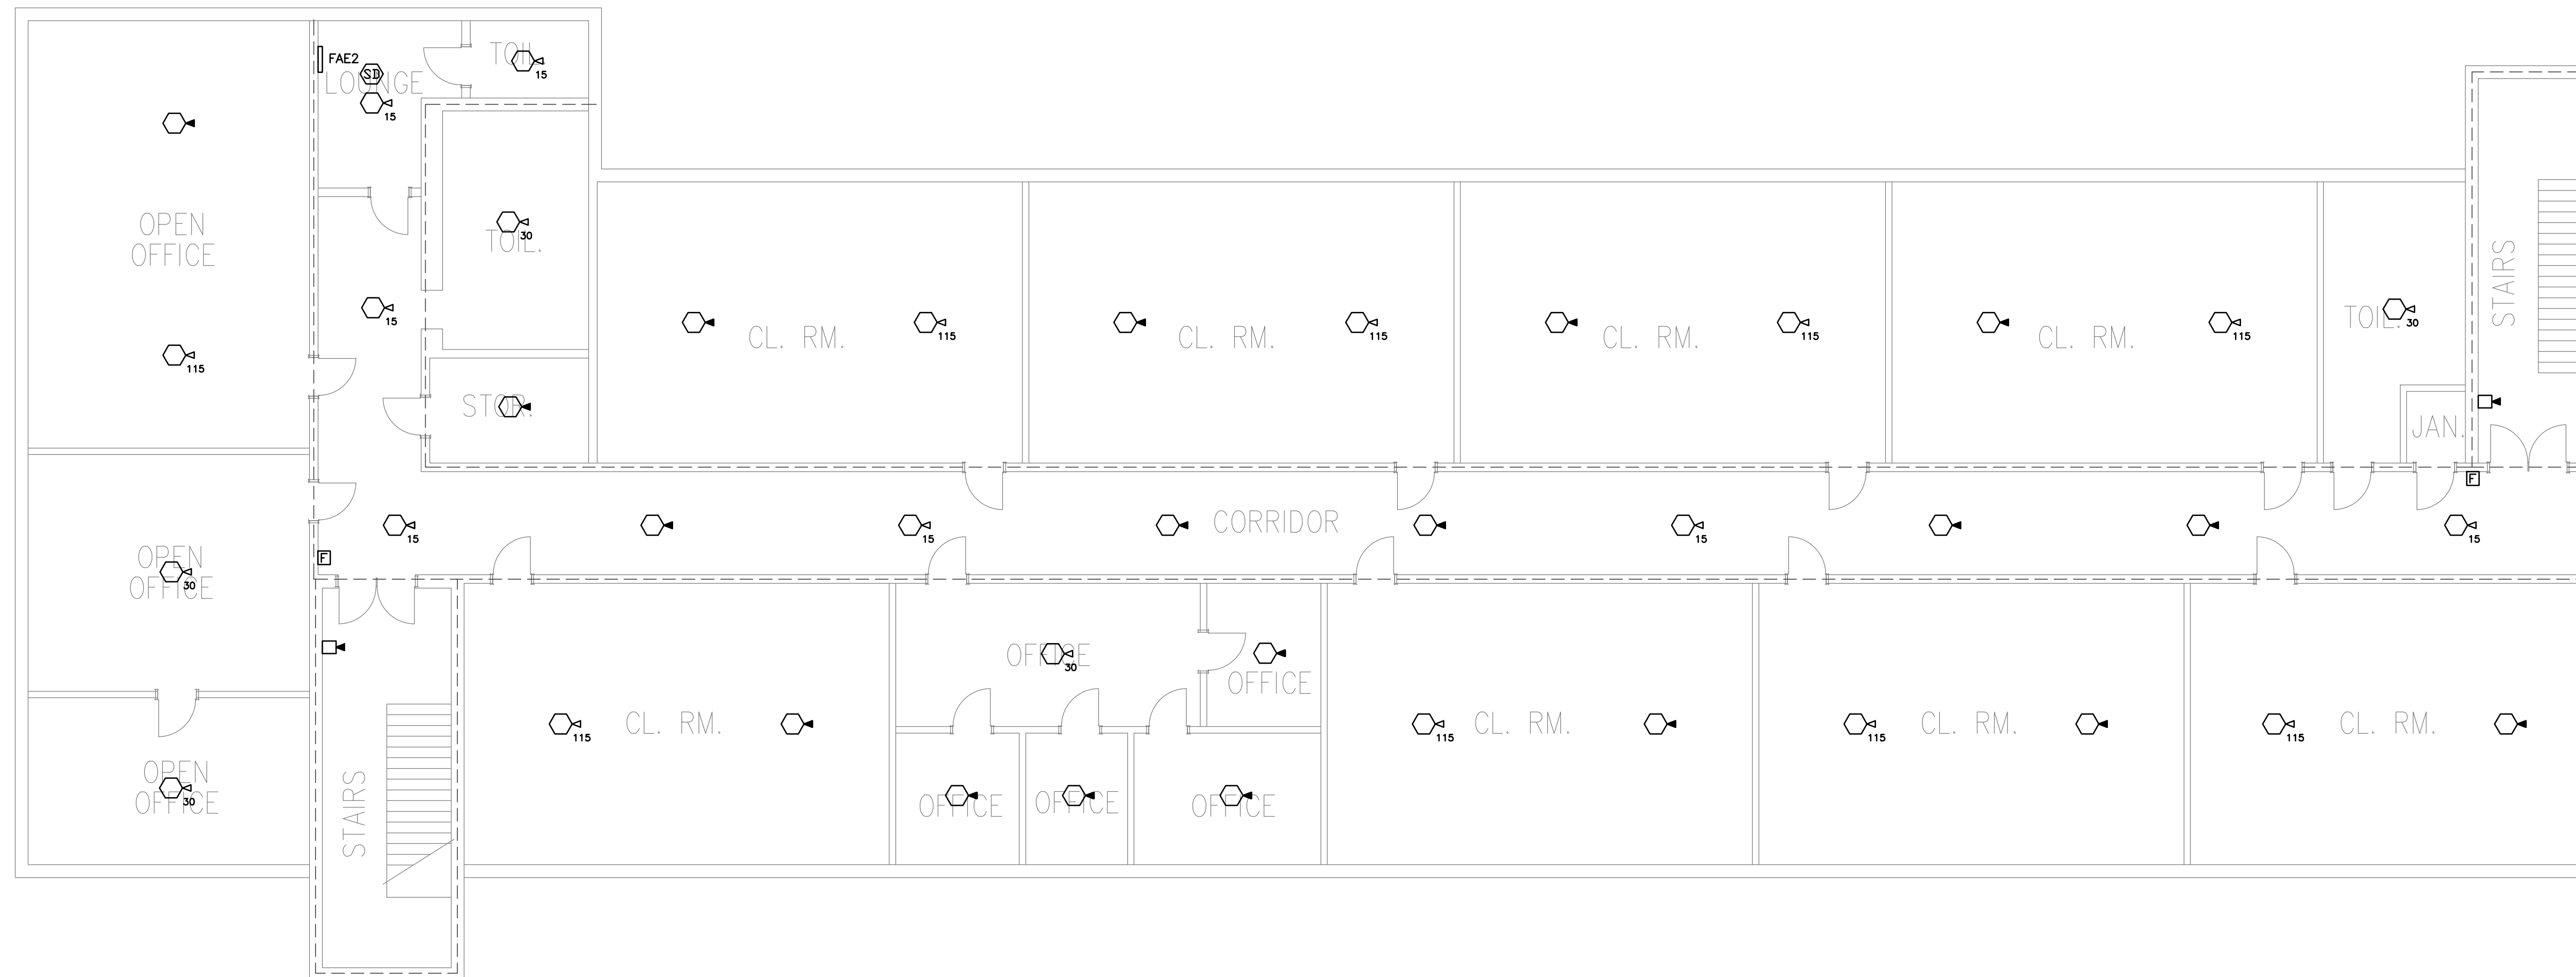 FAE2
SD
LOUNGE
15
TOIL.
15
OPEN
OFFICE
115
TOIL.
30
15
STOR.
CL. RM.
115
CL. RM.
115
CL. RM.
115
CL. RM.
115
TOIL.
30
JAN.
STAIRS
F
15
15
CORRIDOR
15
15
F
OPEN
OFFICE
30
OPEN
OFFICE
30
STAIRS
CL. RM.
115
OFFICE
30
OFFICE
OFFICE
OFFICE
OFFICE
CL. RM.
115
CL. RM.
115
CL. RM.
115